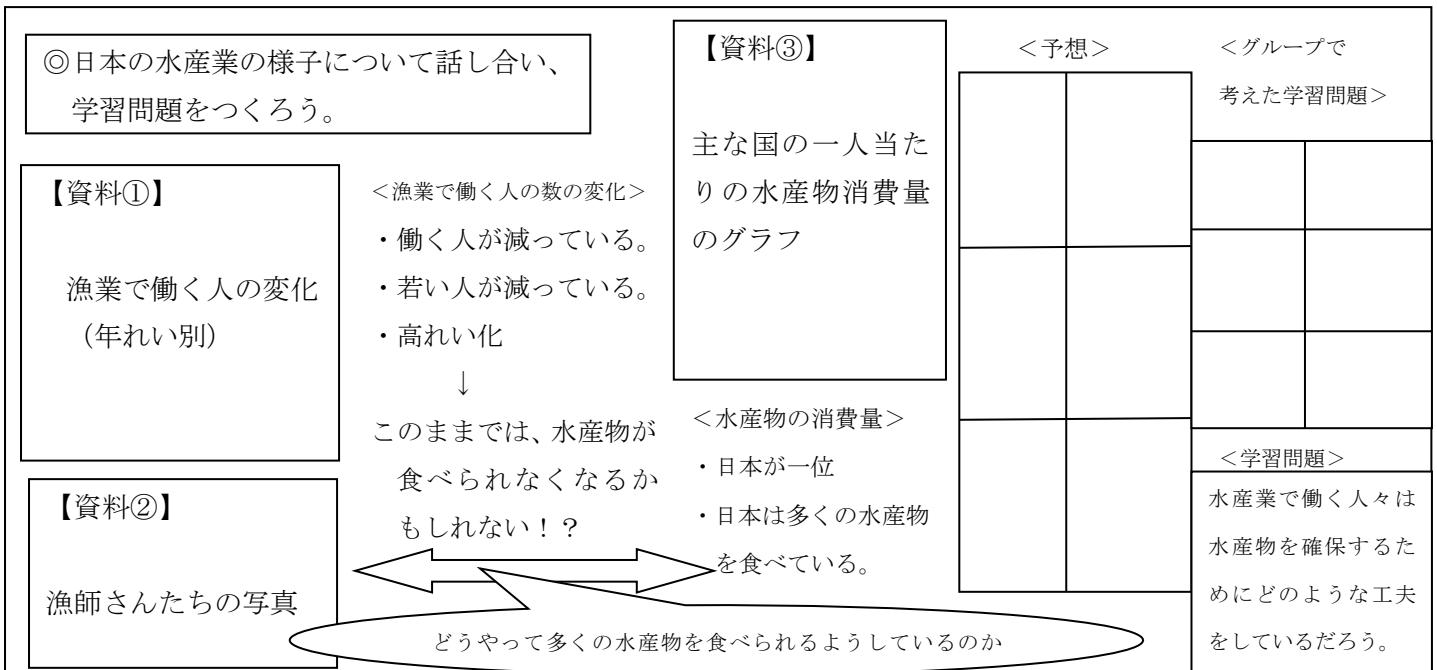 ◎日本の水産業の様子について話し合い、
学習問題をつくろう。
【資料①】
漁業で働く人の変化
（年れい別）
【資料②】
漁師さんたちの写真
＜漁業で働く人の数の変化＞
・働く人が減っている。
・若い人が減っている。
・高れい化
↓
このままでは、水産物が
食べられなくなるか
もしれない！？
【資料③】
主な国の一人当た
りの水産物消費量
のグラフ
＜水産物の消費量＞
・日本が一位
・日本は多くの水産物
を食べている。
どうやって多くの水産物を食べられるようしているのか
＜予想＞
＜グループで
考えた学習問題＞
＜学習問題＞
水産業で働く人々は
水産物を確保するた
めにどのような工夫
をしているだろう。